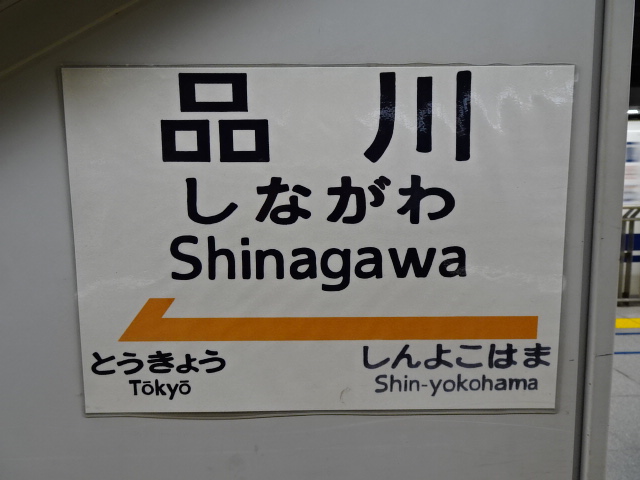 品川
しながわ
Shinagawa
とうきょう しんよこはま
Tōkyō Shin-yokohama